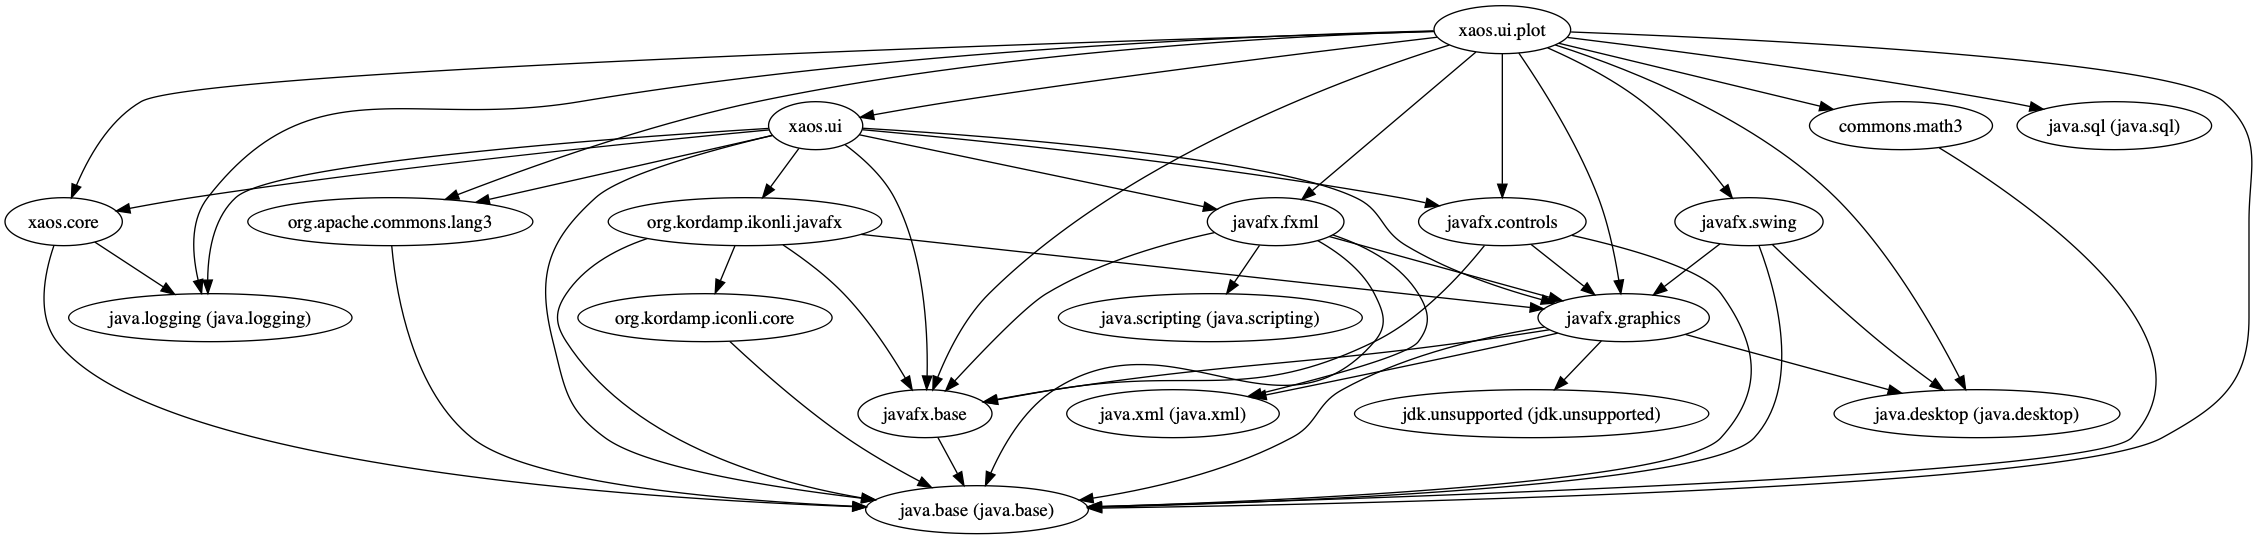 xaos.ui.plot
xaos.ui
commons.math3
java.sql (java.sql)
xaos.core
org.apache.commons.lang3
org.kordamp.ikonli.javafx
javafx.fxml
javafx.controls
javafx.swing
java.logging (java.logging)
org.kordamp.iconli.core
java.scripting (java.scripting)
javafx.graphics
javafx.base
java.xml (java.xml)
jdk.unsupported (jdk.unsupported)
java.desktop (java.desktop)
java.base (java.base)